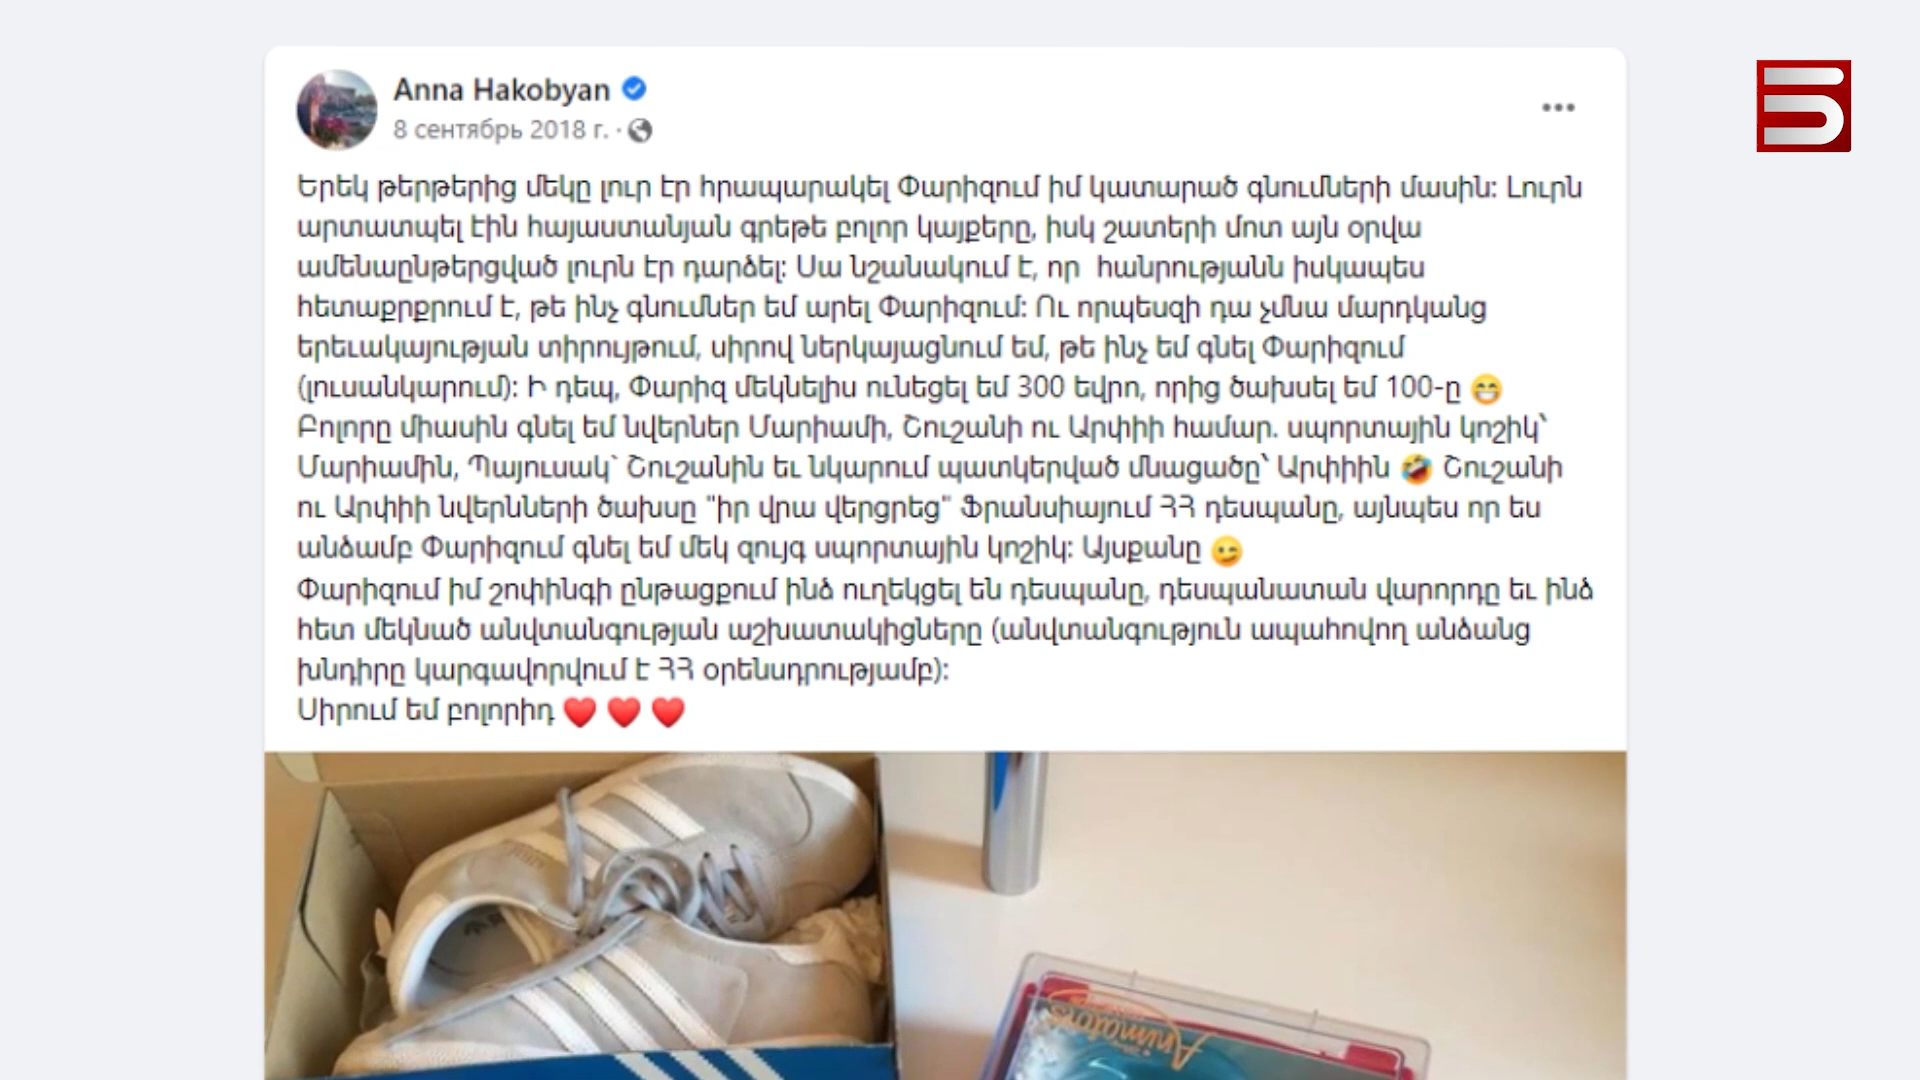 Anna Hakobyan
8 сентябрь 2018 г. ·
Երեկ թերթերից մեկը լուր էր հրապարակել Փարիզում իմ կատարած գնումների մասին: Լուրն
արտատպել էին հայաստանյան գրեթե բոլոր կայքերը, իսկ շատերի մոտ այն օրվա
ամենաընթերցված լուրն էր դարձել: Սա նշանակում է, որ  հանրությանն իսկապես
հետաքրքրում է, թե ինչ գնումներ եմ արել Փարիզում: Ու որպեսզի դա չմնա մարդկանց
երեւակայության տիրույթում, սիրով ներկայացնում եմ, թե ինչ եմ գնել Փարիզում
(լուսանկարում): Ի դեպ, Փարիզ մեկնելիս ունեցել եմ 300 եվրո, որից ծախսել եմ 100-ը 😁
Բոլորը միասին գնել եմ նվերներ Մարիամի, Շուշանի ու Արփիի համար. սպորտային կոշիկ՝
Մարիամին, Պայուսակ` Շուշանին եւ նկարում պատկերված մնացածը՝ Արփիին 🤣 Շուշանի
ու Արփիի նվերնների ծախսը "իր վրա վերցրեց" Ֆրանսիայում ՀՀ դեսպանը, այնպես որ ես
անձամբ Փարիզում գնել եմ մեկ զույգ սպորտային կոշիկ: Այսքանը 😉
Փարիզում իմ շոփինգի ընթացքում ինձ ուղեկցել են դեսպանը, դեսպանատան վարորդը եւ ինձ
հետ մեկնած անվտանգության աշխատակիցները (անվտանգություն ապահովող անձանց
խնդիրը կարգավորվում է ՀՀ օրենսդրությամբ):
Սիրում եմ բոլորիդ ❤️ ❤️ ❤️
5
Animators